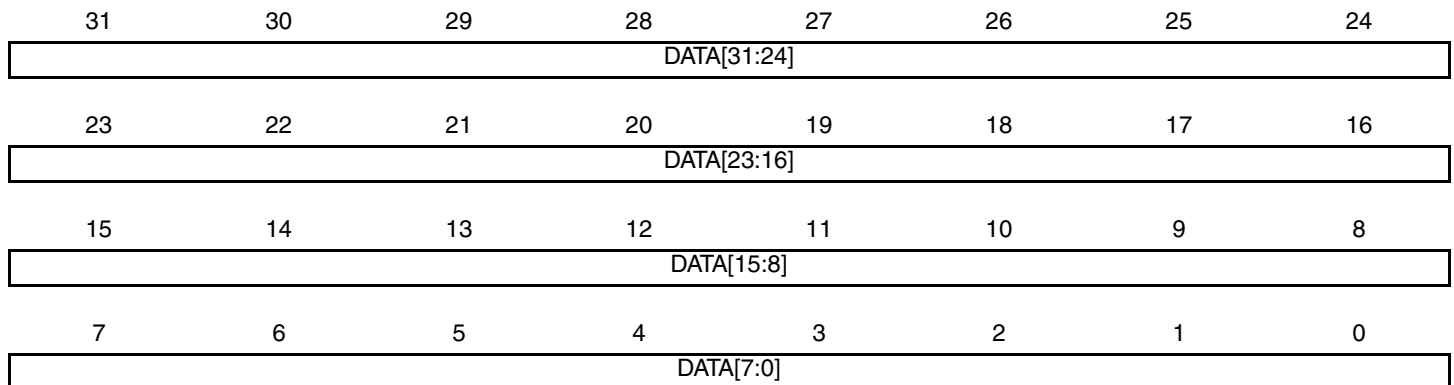 31 30 29 28 27 26 25 24
DATA[31:24]
23 22 21 20 19 18 17 16
DATA[23:16]
15 14 13 12 11 10 9 8
DATA[15:8]
7 6 5 4 3 2 1 0
DATA[7:0]